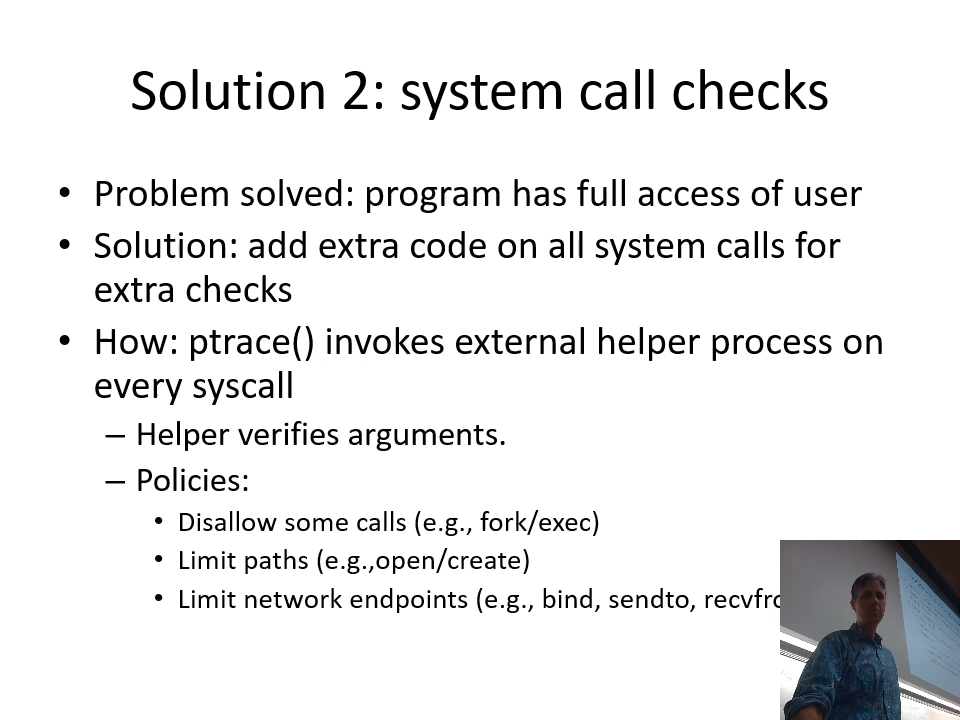 Solution 2: system call checks
• Problem solved: program has full access of user
• Solution: add extra code on all system calls for
extra checks
• How: ptrace() invokes external helper process on
every syscall
– Helper verifies arguments.
– Policies:
• Disallow some calls (e.g., fork/exec)
• Limit paths (e.g.,open/create)
• Limit network endpoints (e.g., bind, sendto,